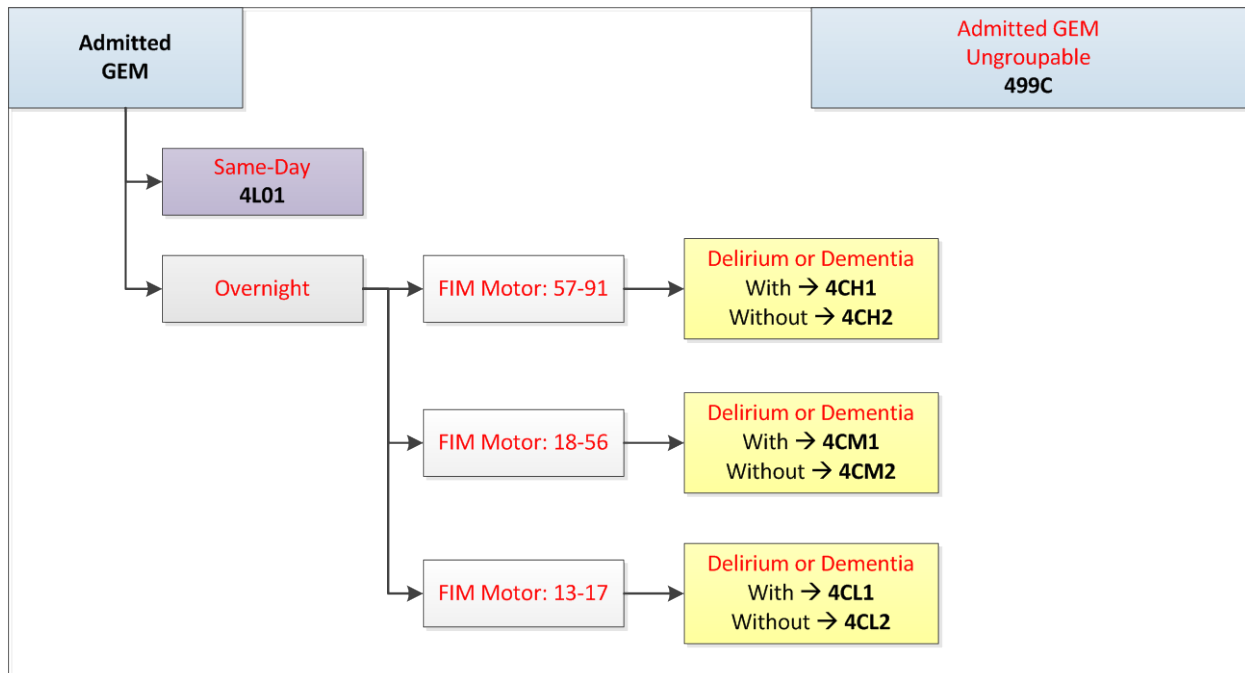 Admitted
GEM
Admitted GEM
Ungroupable
499C
Same-Day
4L01
Overnight
FIM Motor: 57-91
Delirium or Dementia
With → 4CH1
Without → 4CH2
FIM Motor: 18-56
Delirium or Dementia
With → 4CM1
Without → 4CM2
FIM Motor: 13-17
Delirium or Dementia
With → 4CL1
Without → 4CL2